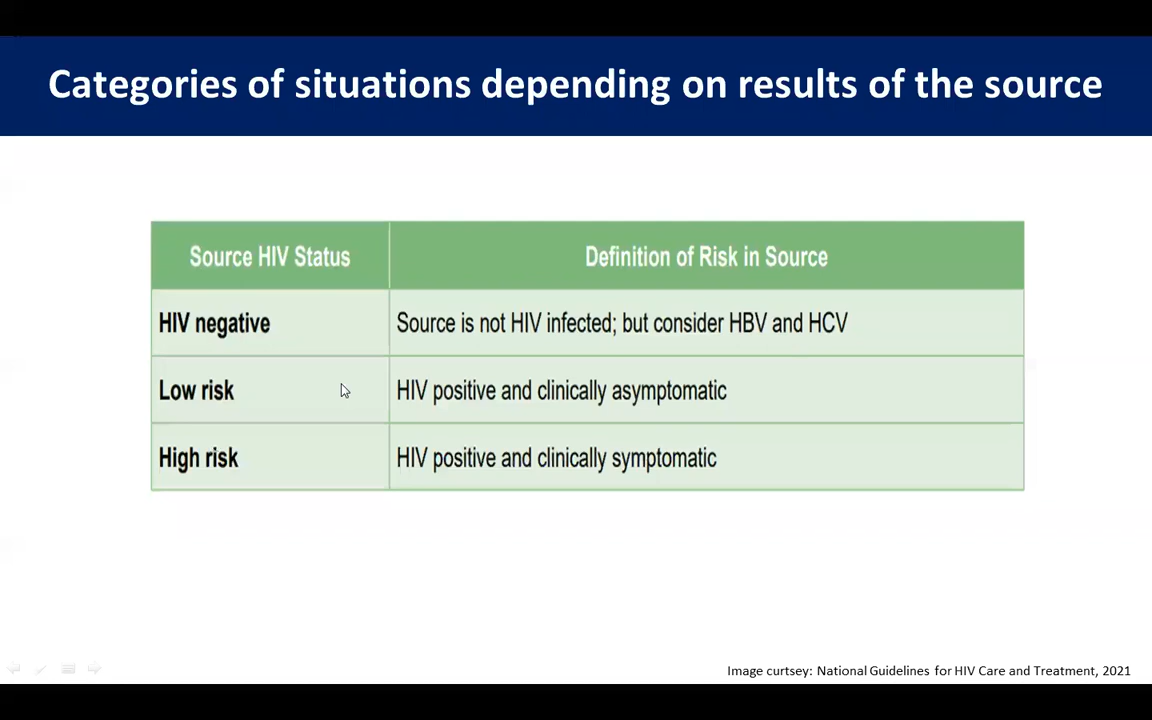 Categories of situations depending on results of the source
Source HIV Status
Definition of Risk in Source
HIV negative
Source is not HIV infected; but consider HBV and HCV
Low risk
HIV positive and clinically asymptomatic
High risk
HIV positive and clinically symptomatic
Image curtsey: National Guidelines for HIV Care and Treatment, 2021